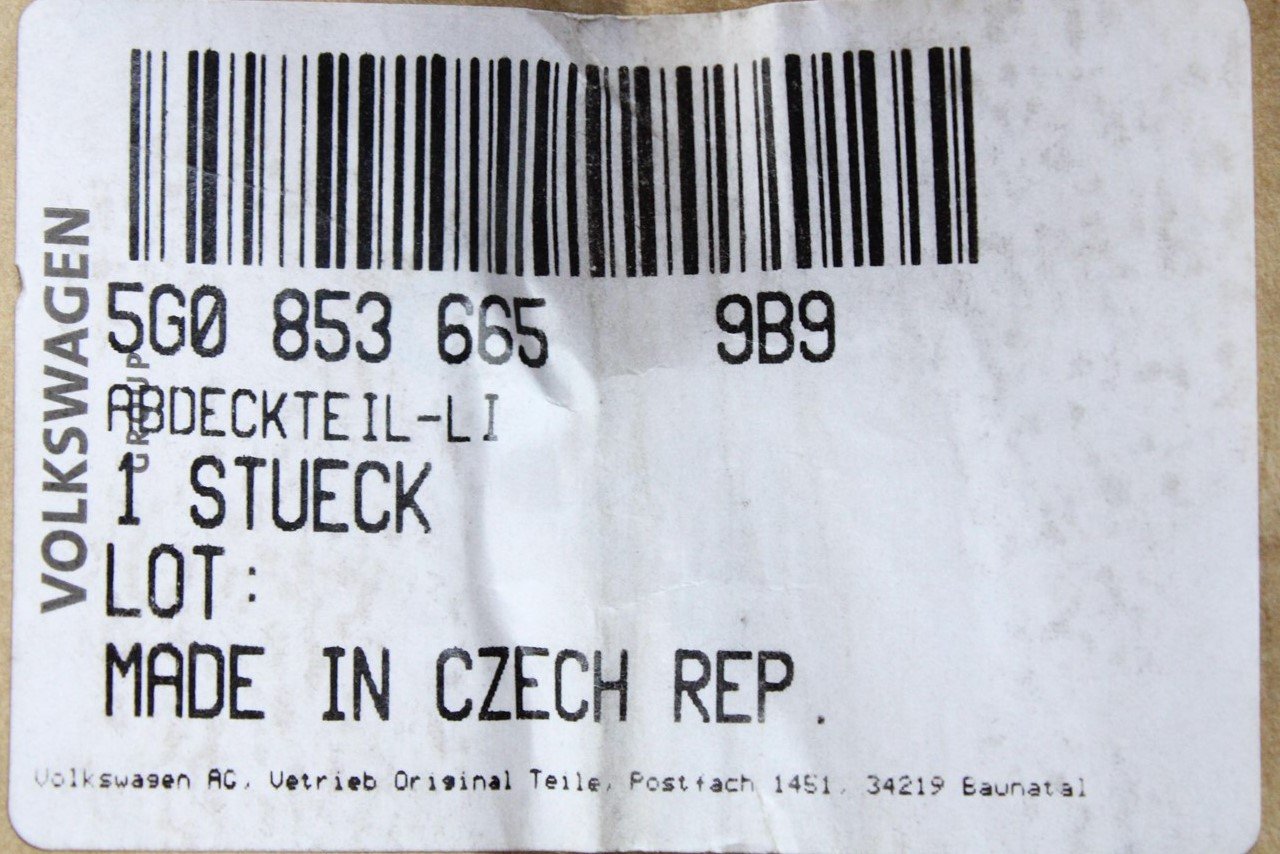 VOLKSWAGEN
GROUP
5G0 853 665 9B9
ABDECKTEIL-LI
1 STUECK
LOT:
MADE IN CZECH REP.
Volkswagen AG, Vetrieb Original Teile, Postfach 1451, 34219 Baunatal